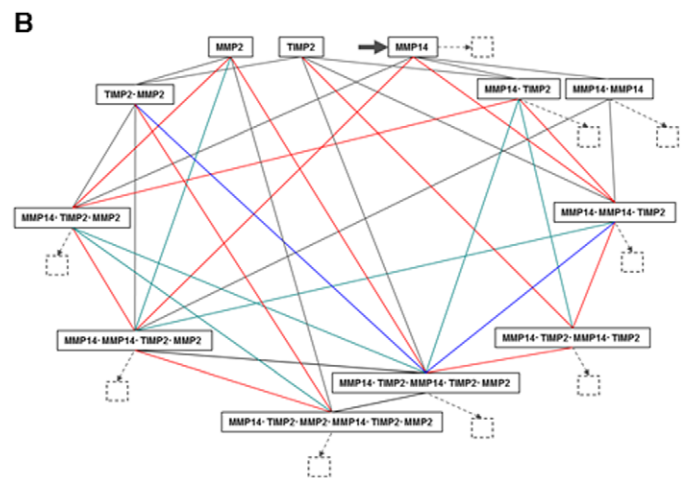 B
MMP2
TIMP2
MMP14
TIMP2·MMP2
MMP14·TIMP2
MMP14·MMP14
MMP14·TIMP2·MMP2
MMP14·MMP14·TIMP2
MMP14·MMP14·TIMP2·MMP2
MMP14·TIMP2·MMP14·TIMP2
MMP14·TIMP2·MMP14·TIMP2·MMP2
MMP14·TIMP2·MMP2·MMP14·TIMP2·MMP2